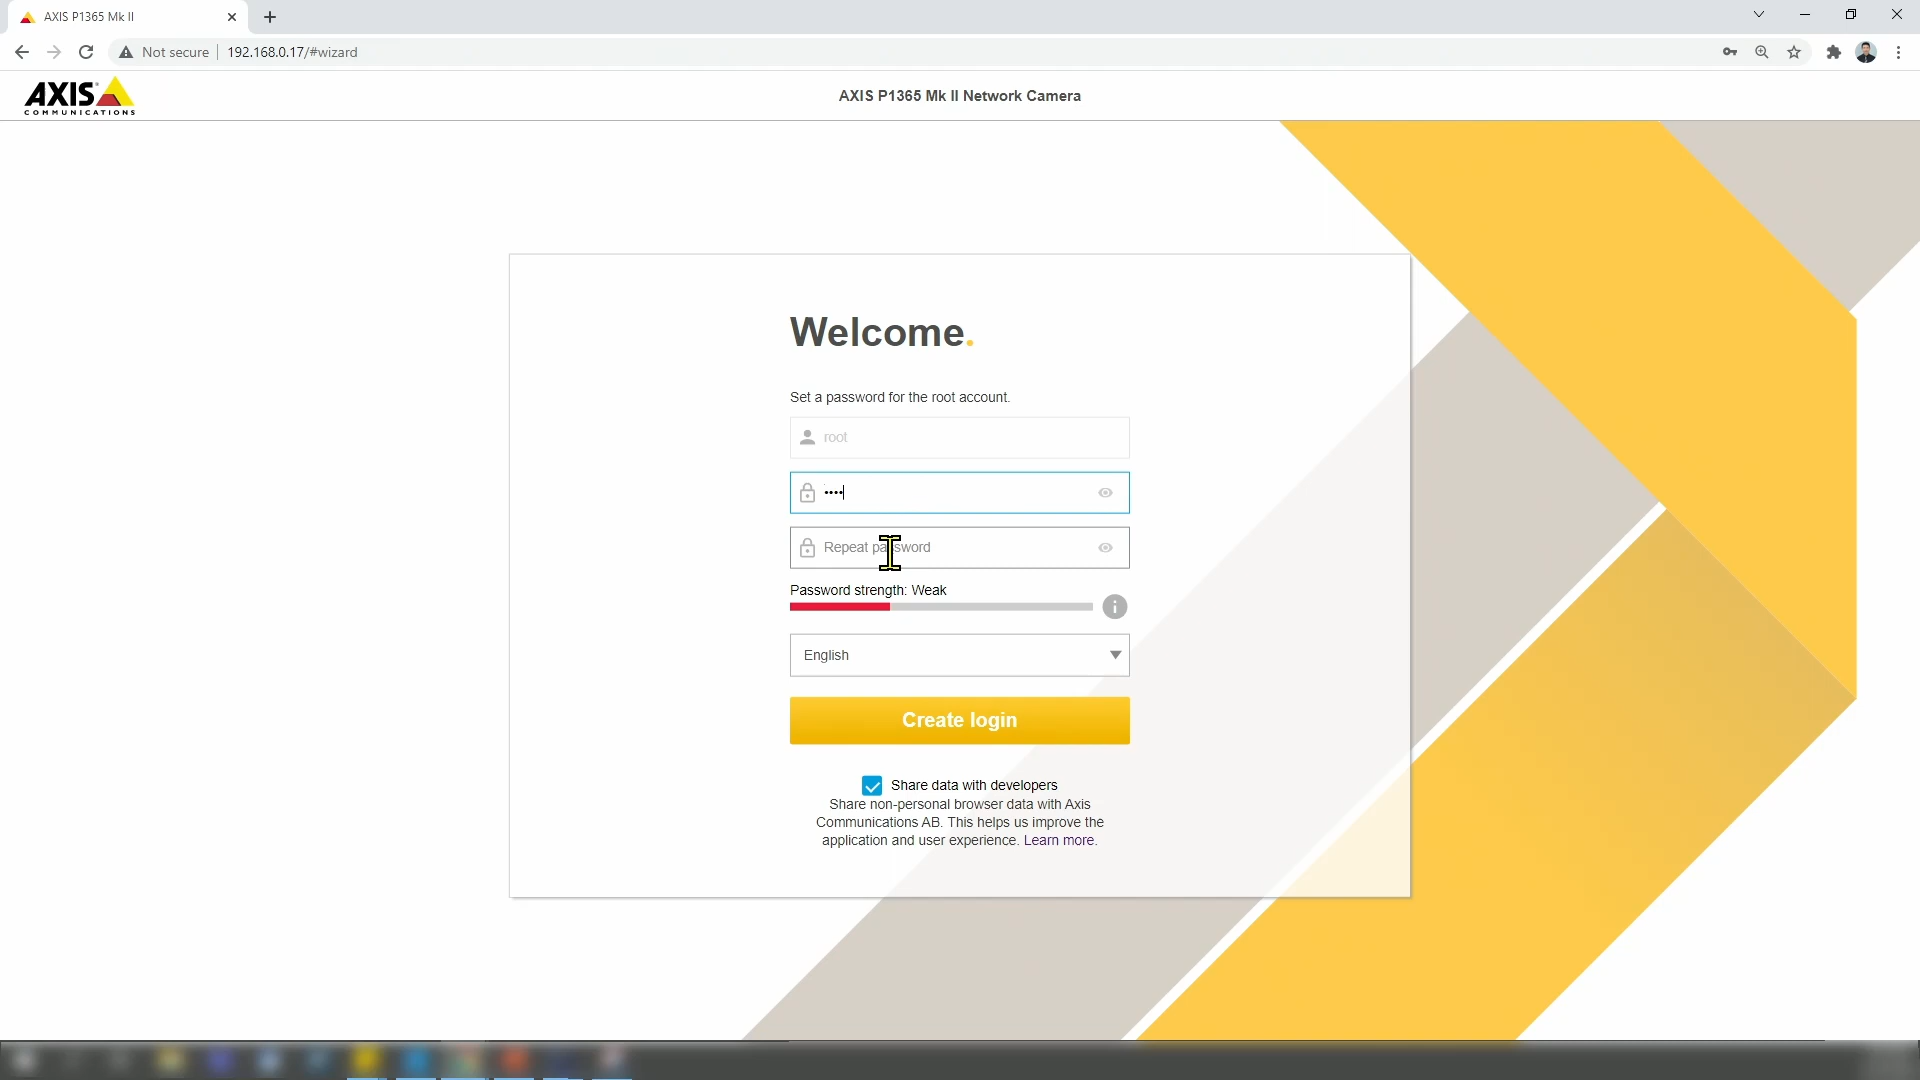 AXIS P1365 Mk II
Not secure
192.168.0.17/#wizard
AXIS
COMMUNICATIONS
AXIS P1365 Mk II Network Camera
Welcome.
Set a password for the root account.
root
••••
Repeat password
Password strength: Weak
English
Create login
Share data with developers
Share non-personal browser data with Axis
Communications AB. This helps us improve the
application and user experience. Learn more.